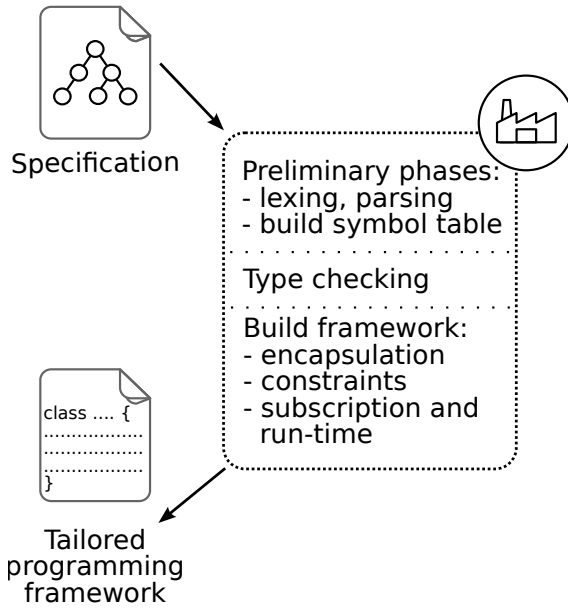 Specification
Preliminary phases:
- lexing, parsing
- build symbol table
Type checking
Build framework:
- encapsulation
- constraints
- subscription and
run-time
class .... {
..................
..................
..................
}
Tailored
programming
framework